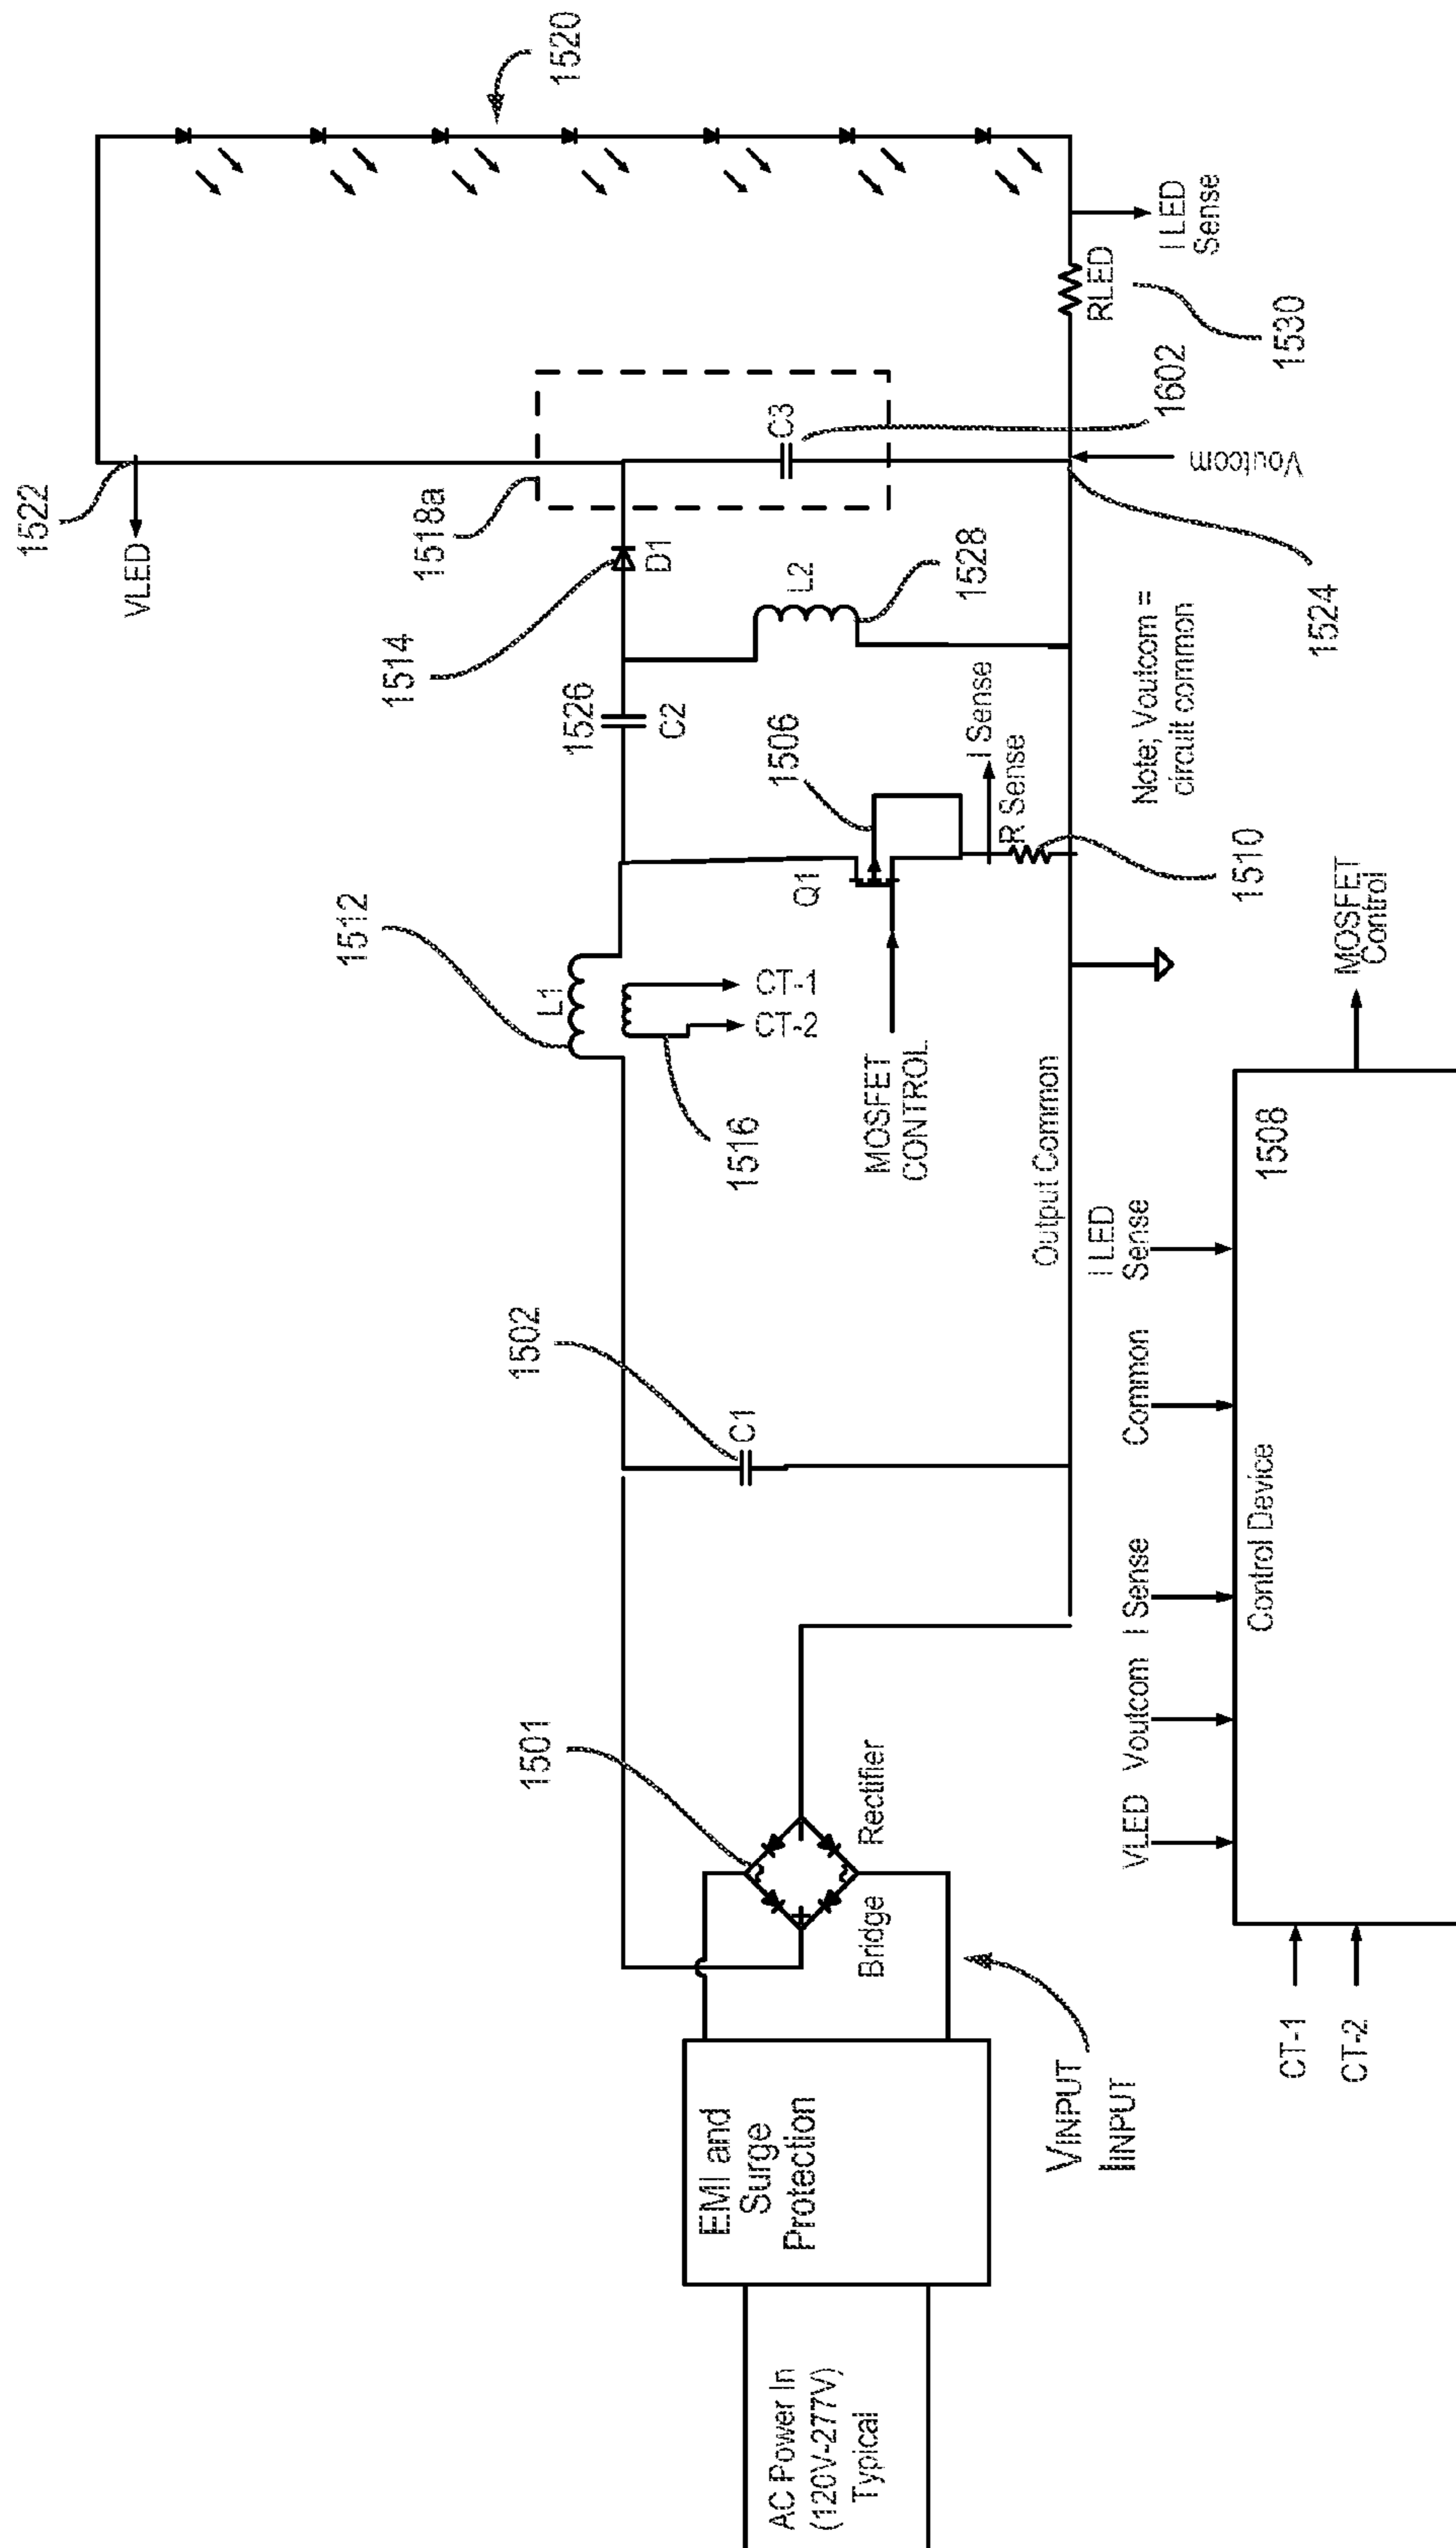 AC Power In
(120V-277V)
Typical
EMI and
Surge
Protection
VINPUT
IINPUT
1501
Bridge
Rectifier
1502
C1
1512
L1
1516
CT-1
CT-2
MOSFET
CONTROL
Q1
1506
I Sense
R Sense
1510
Output Common
1526
C2
1514
D1
L2
1528
1518a
C3
1602
1522
VLED
1520
I LED
Sense
RLED
1530
Voutcom
1524
Note; Voutcom =
circuit common
CT-1
CT-2
VLED
Voutcom
I Sense
Common
I LED
Sense
Control Device
1508
MOSFET
Control